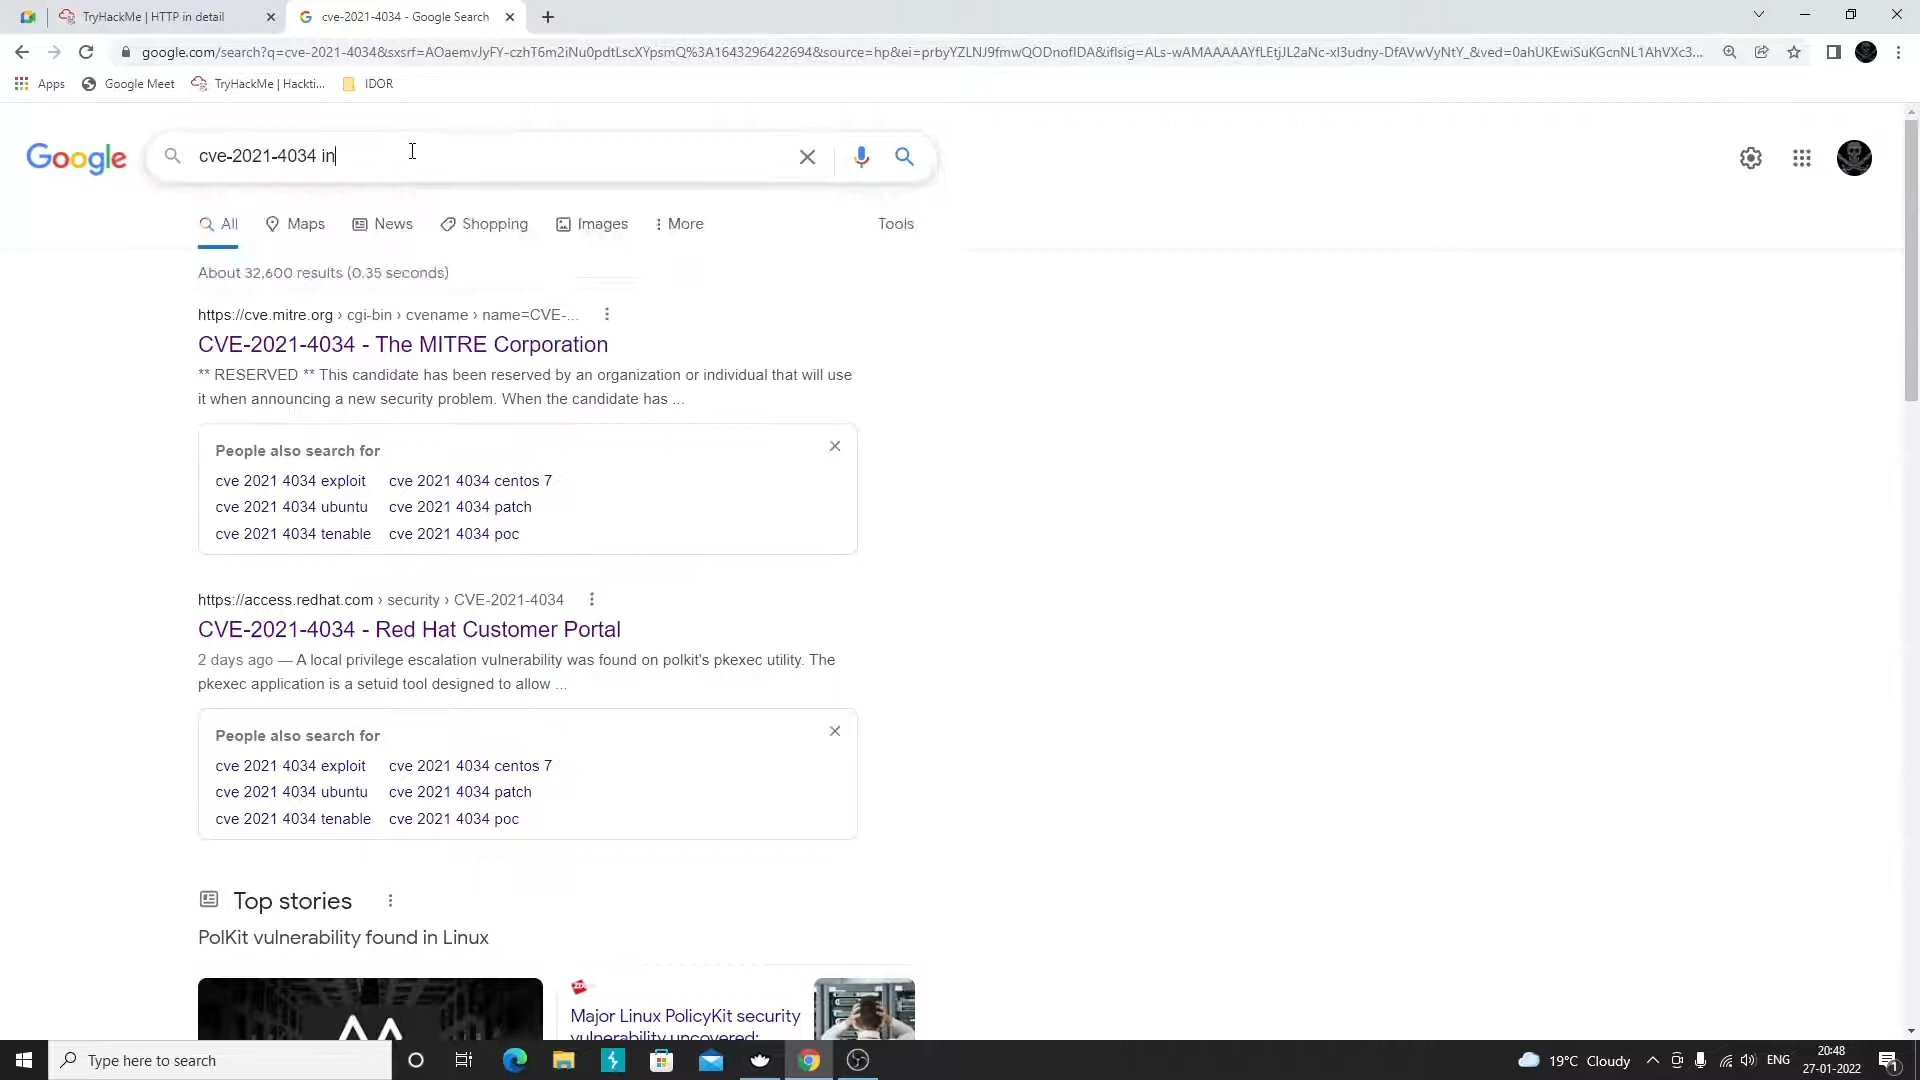 TryHackMe | HTTP in detail
cve-2021-4034 - Google Search
google.com/search?q=cve-2021-4034&sxsrf=AOaemvJyFY-czhT6m2iNu0pdtLscXYpsmQ%3A1643296422694&source=hp&ei=prbyYZLNJ9fmwQODnofIDA&iflsig=ALs-wAMAAAAAYfLEtjJL2aNc-xl3udny-DfAVwVyNtY_&ved=0ahUKEwiSuKGcnNL1AhVXc3...
Apps
Google Meet
TryHackMe | Hackti...
IDOR
Google
cve-2021-4034 in
All
Maps
News
Shopping
Images
More
Tools
About 32,600 results (0.35 seconds)
https://cve.mitre.org › cgi-bin › cvename › name=CVE-...
CVE-2021-4034 - The MITRE Corporation
** RESERVED ** This candidate has been reserved by an organization or individual that will use
it when announcing a new security problem. When the candidate has ...
People also search for
cve 2021 4034 exploit cve 2021 4034 centos 7
cve 2021 4034 ubuntu cve 2021 4034 patch
cve 2021 4034 tenable cve 2021 4034 poc
https://access.redhat.com › security › CVE-2021-4034
CVE-2021-4034 - Red Hat Customer Portal
2 days ago — A local privilege escalation vulnerability was found on polkit's pkexec utility. The
pkexec application is a setuid tool designed to allow ...
People also search for
cve 2021 4034 exploit cve 2021 4034 centos 7
cve 2021 4034 ubuntu cve 2021 4034 patch
cve 2021 4034 tenable cve 2021 4034 poc
Top stories
PolKit vulnerability found in Linux
Major Linux PolicyKit security
vulnerability uncovered:
Type here to search
19°C Cloudy
ENG
20:48
27-01-2022
1